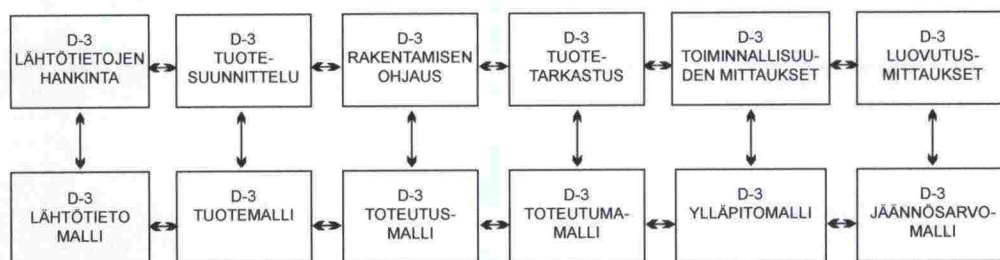 D-3
LÄHTÖTIETOJEN
HANKINTA
D-3
TUOTE-
SUUNNITTELU
D-3
RAKENTAMISEN
OHJAUS
D-3
TUOTE-
TARKASTUS
D-3
TOIMINNALLISUU-
DEN MITTAUKSET
D-3
LUOVUTUS-
MITTAUKSET
D-3
LÄHTÖTIETO
MALLI
D-3
TUOTEMALLI
D-3
TOTEUTUS-
MALLI
D-3
TOTEUTUMA-
MALLI
D-3
YLLÄPITOMALLI
D-3
JÄÄNNÖSARVO-
MALLI